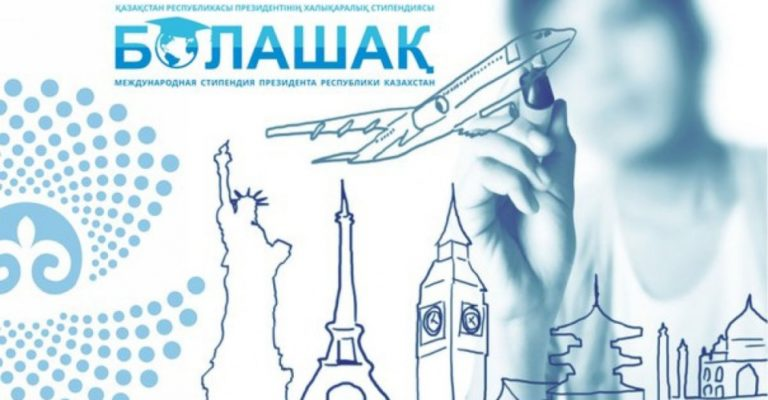 ҚАЗАҚСТАН РЕСПУБЛИКАСЫ ПРЕЗИДЕНТІНІҢ ХАЛЫҚАРАЛЫҚ СТИПЕНДИЯСЫ
БОЛАШАҚ
МЕЖДУНАРОДНАЯ СТИПЕНДИЯ ПРЕЗИДЕНТА РЕСПУБЛИКИ КАЗАХСТАН